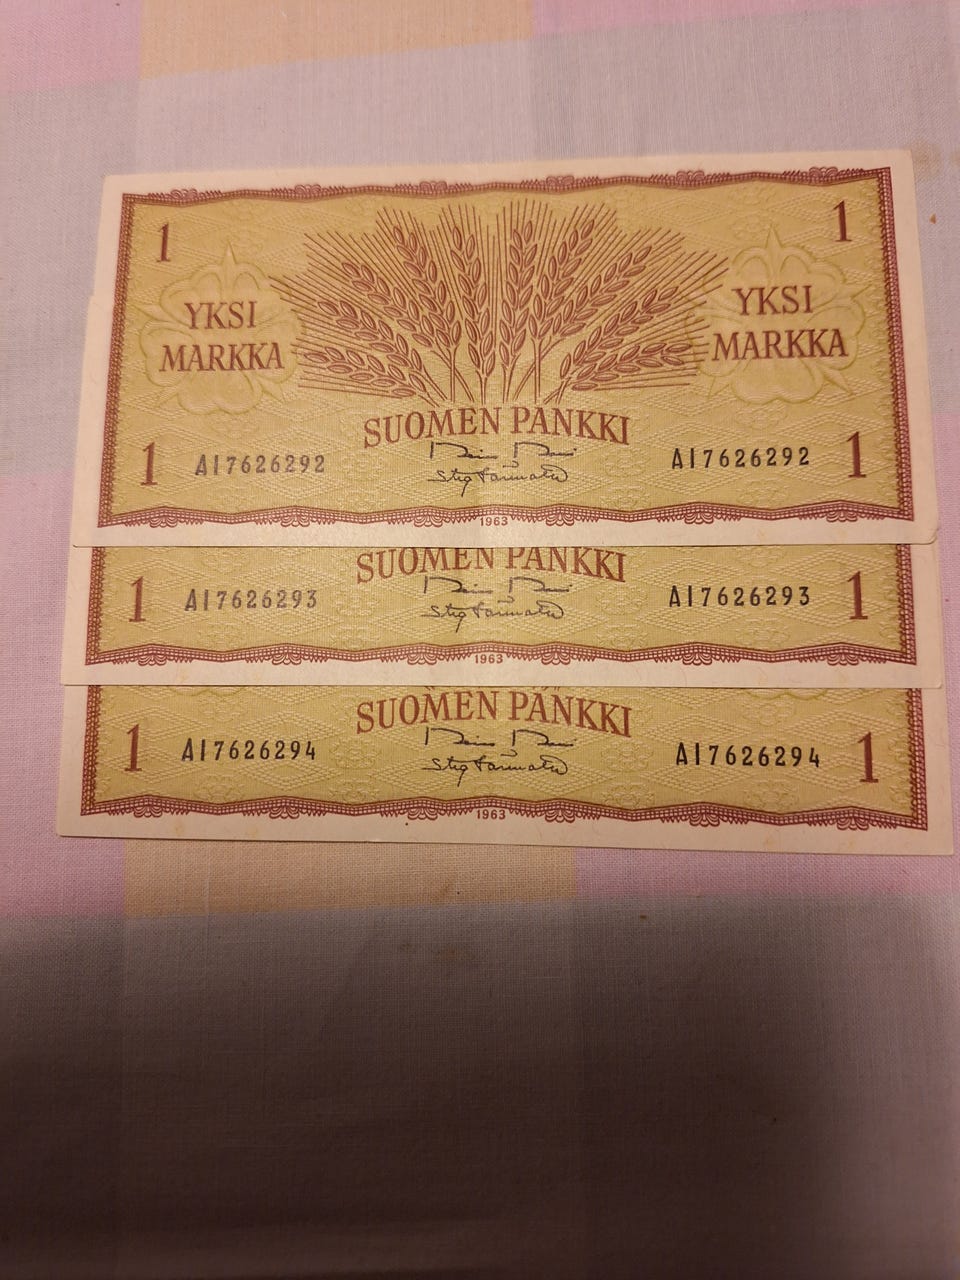 1 1
YKSI MARKKA YKSI MARKKA
SUOMEN PANKKI
1 AI7626292 AI7626292 1
1963
SUOMEN PANKKI
1 AI7626293 AI7626293 1
1963
SUOMEN PANKKI
1 AI7626294 AI7626294 1
1963